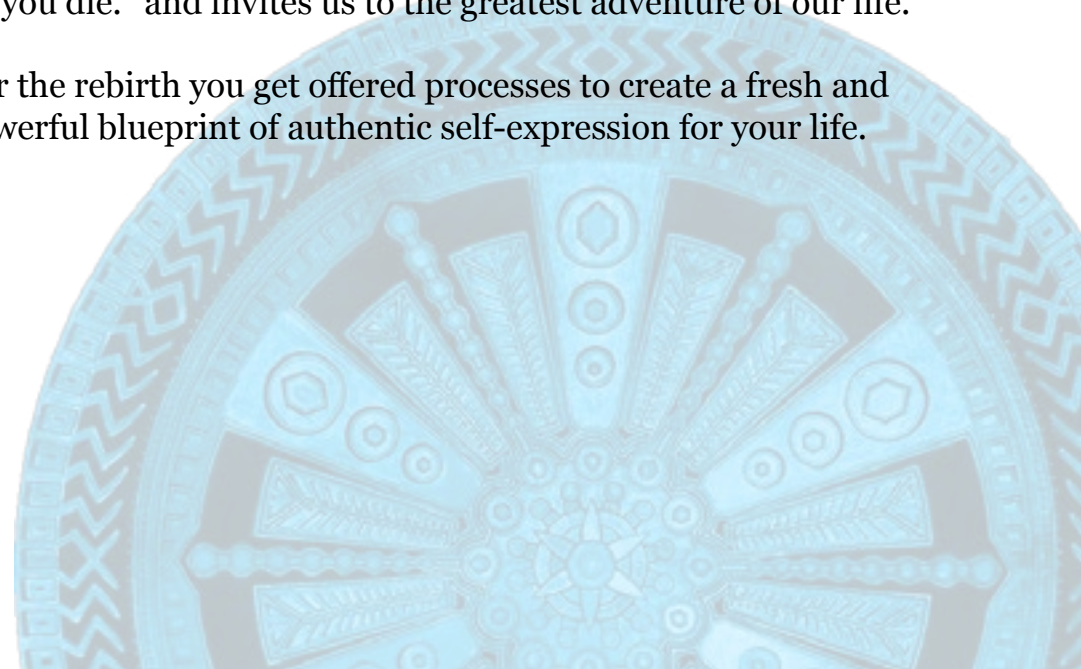 you die.” and invites us to the greatest adventure of our life.
r the rebirth you get offered processes to create a fresh and
werful blueprint of authentic self-expression for your life.